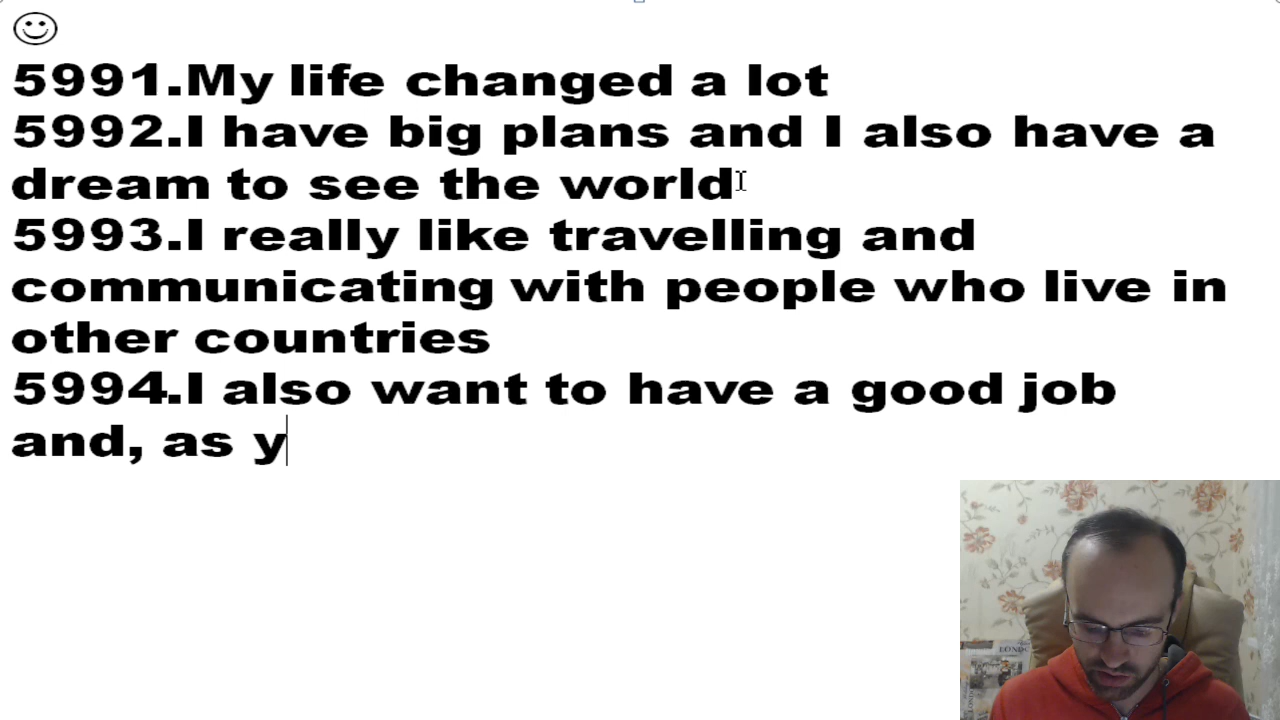 5991.My life changed a lot
5992.I have big plans and I also have a
dream to see the world
5993.I really like travelling and
communicating with people who live in
other countries
5994.I also want to have a good job
and, as y
LONDON